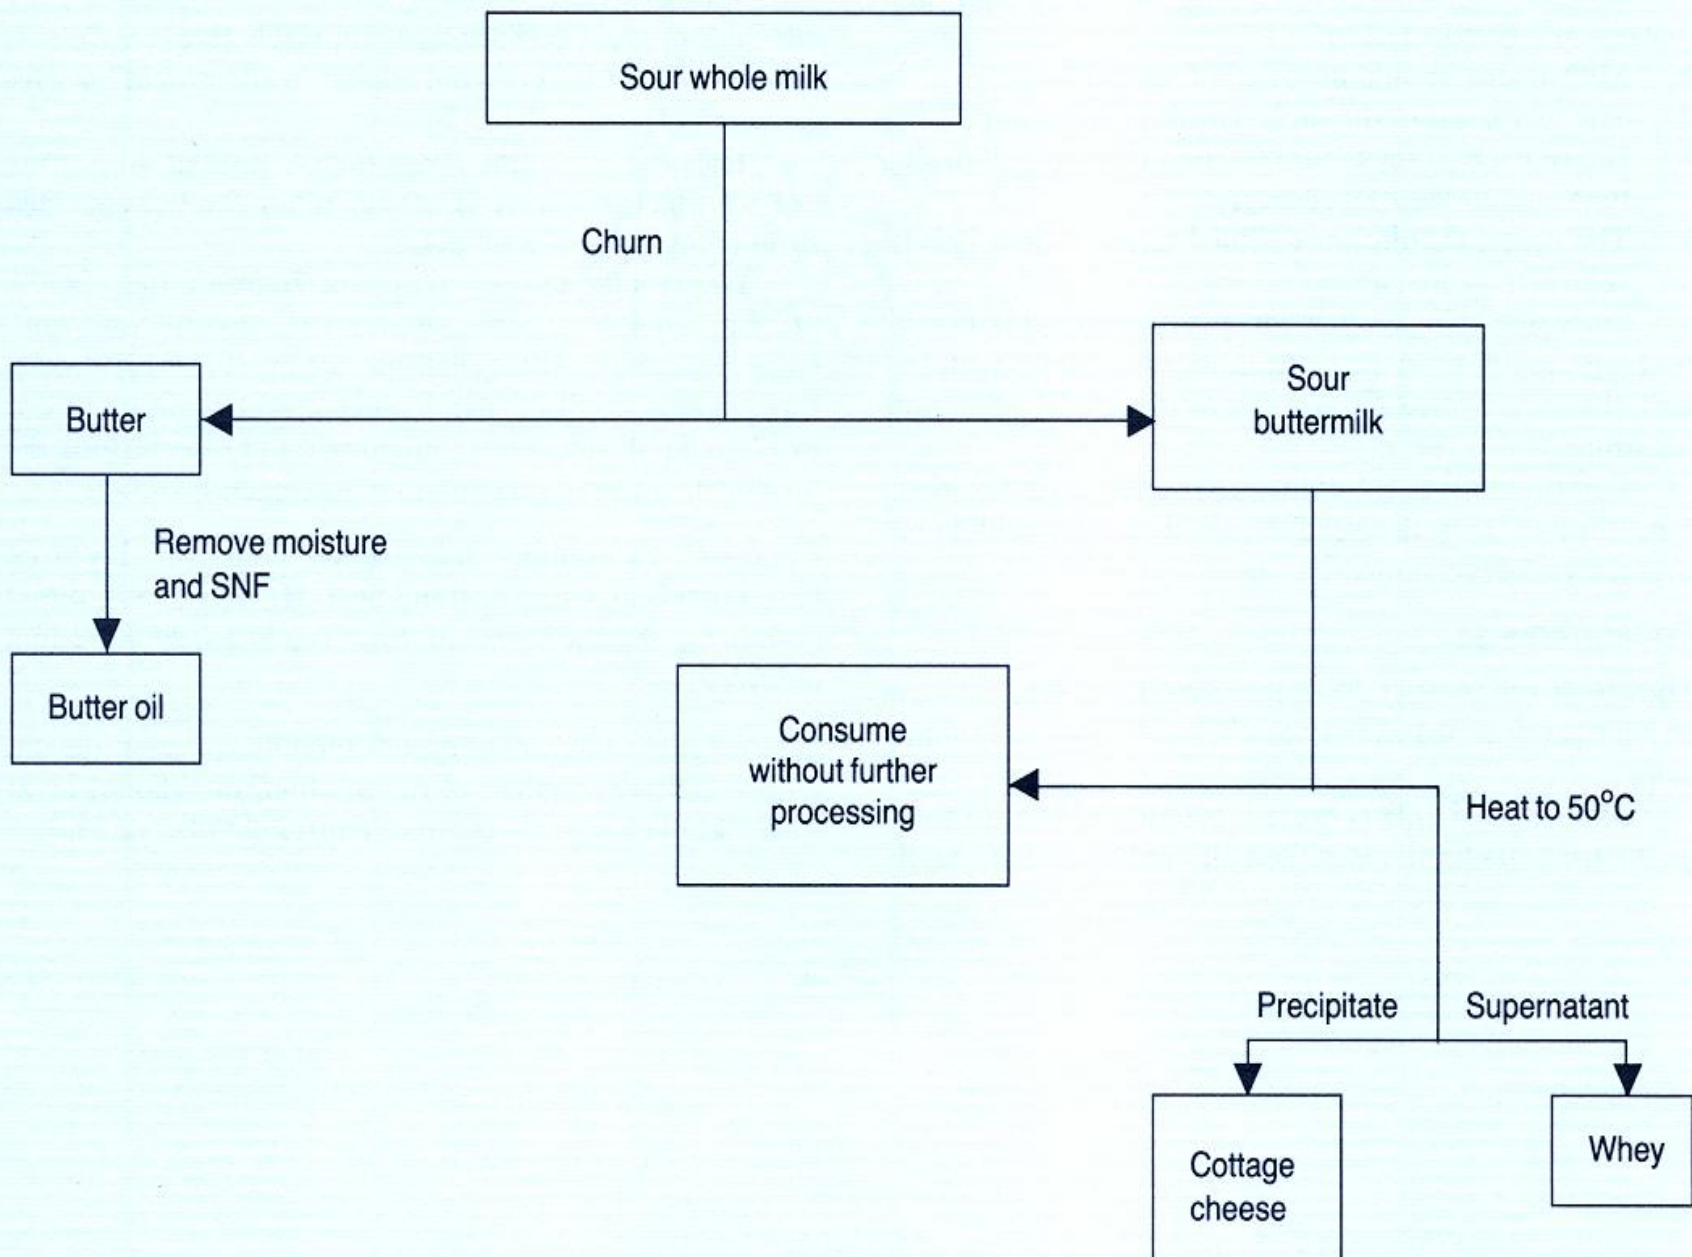 Sour whole milk
Churn
Butter
Sour
buttermilk
Remove moisture
and SNF
Butter oil
Consume
without further
processing
Heat to 50°C
Precipitate
Supernatant
Cottage
cheese
Whey